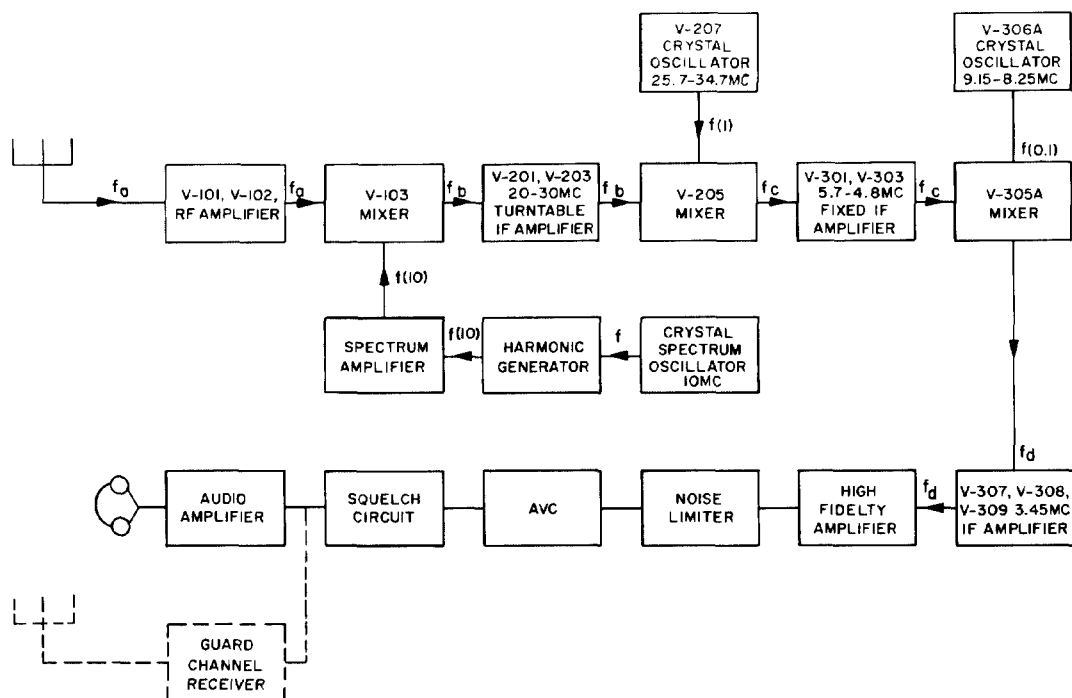 V-207
CRYSTAL
OSCILLATOR
25.7-34.7MC
V-306A
CRYSTAL
OSCILLATOR
9.15-8.25MC
f(1)
f(0.1)
fa
V-101, V-102,
RF AMPLIFIER
fa
V-103
MIXER
fb
V-201, V-203
20-30MC
TURNTABLE
IF AMPLIFIER
fb
V-205
MIXER
fc
V-301, V-303
5.7-4.8MC
FIXED IF
AMPLIFIER
fc
V-305A
MIXER
f(10)
SPECTRUM
AMPLIFIER
f(10)
HARMONIC
GENERATOR
f
CRYSTAL
SPECTRUM
OSCILLATOR
10MC
fd
AUDIO
AMPLIFIER
SQUELCH
CIRCUIT
AVC
NOISE
LIMITER
HIGH
FIDELTY
AMPLIFIER
fd
V-307, V-308,
V-309 3.45MC
IF AMPLIFIER
GUARD
CHANNEL
RECEIVER